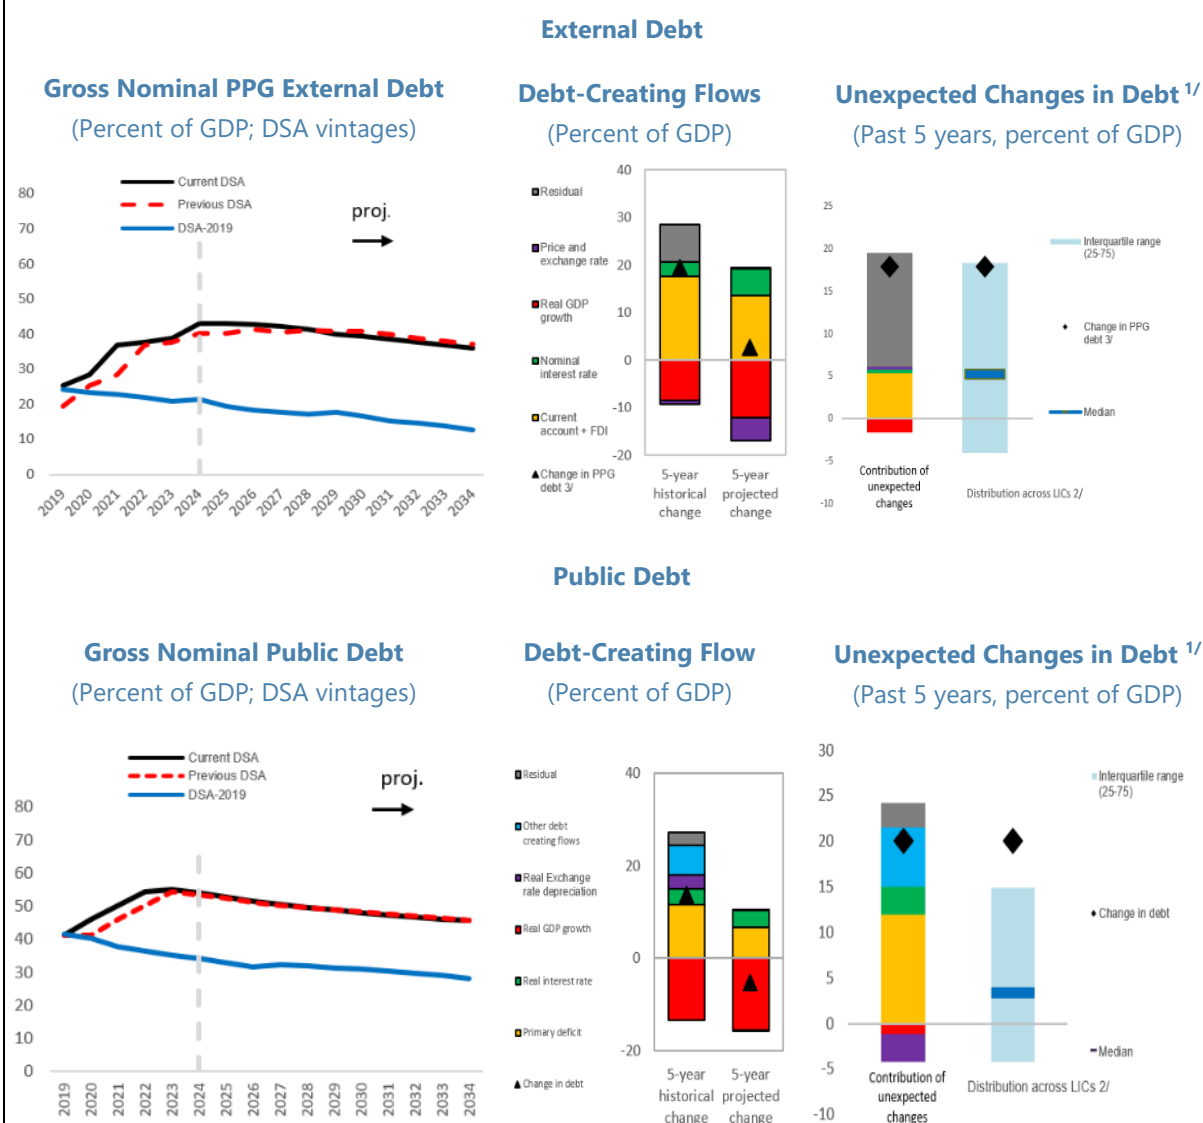 External Debt
Gross Nominal PPG External Debt
(Percent of GDP; DSA vintages)
Current DSA
Previous DSA
DSA-2019
proj.
80
70
60
50
40
30
20
10
0
2019
2020
2021
2022
2023
2024
2025
2026
2027
2028
2029
2030
2031
2032
2033
2034
Debt-Creating Flows
(Percent of GDP)
Residual
Price and
exchange rate
Real GDP
growth
Nominal
interest rate
Current
account + FDI
Change in PPG
debt 3/
40
30
20
10
0
-10
-20
5-year
historical
change
5-year
projected
change
Unexpected Changes in Debt 1/
(Past 5 years, percent of GDP)
25
20
15
10
5
0
-5
-10
Contribution of
unexpected
changes
Distribution across LICs 2/
Interquartile range
(25-75)
Change in PPG
debt 3/
Median
Public Debt
Gross Nominal Public Debt
(Percent of GDP; DSA vintages)
Current DSA
Previous DSA
DSA-2019
proj.
80
70
60
50
40
30
20
10
0
2019
2020
2021
2022
2023
2024
2025
2026
2027
2028
2029
2030
2031
2032
2033
2034
Debt-Creating Flow
(Percent of GDP)
Residual
Other debt
creating flows
Real Exchange
rate depreciation
Real GDP growth
Real interest rate
Primary deficit
Change in debt
40
20
0
-20
5-year
historical
change
5-year
projected
change
Unexpected Changes in Debt 1/
(Past 5 years, percent of GDP)
30
25
20
15
10
5
0
-5
-10
Contribution of
unexpected
changes
Distribution across LICs 2/
Interquartile range
(25-75)
Change in debt
Median